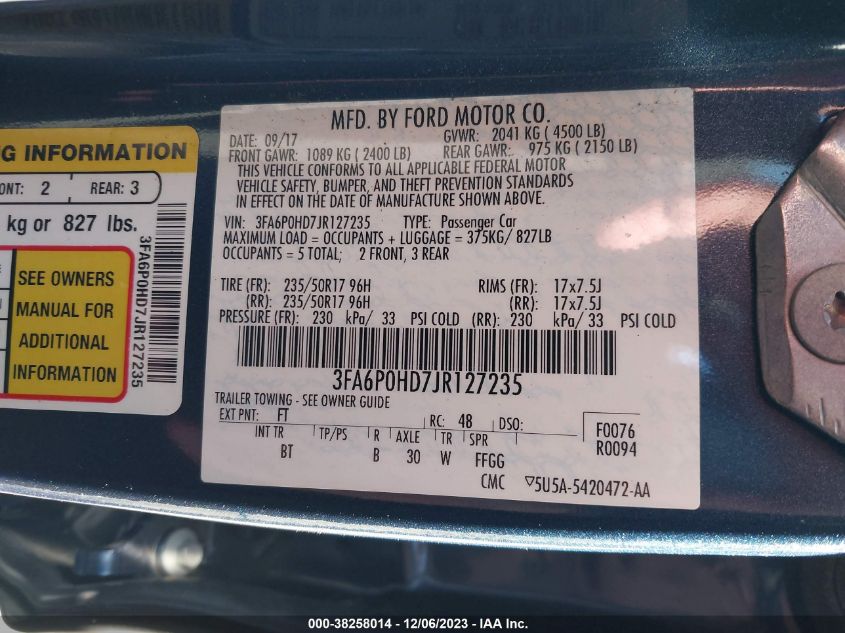 NG INFORMATION
ONT: 2 REAR: 3
kg or 827 lbs.
SEE OWNERS
MANUAL FOR
ADDITIONAL
INFORMATION
3FA6P0HD7JR127235
MFD. BY FORD MOTOR CO.
DATE: 09/17 GVWR: 2041 KG ( 4500 LB)
FRONT GAWR: 1089 KG ( 2400 LB) REAR GAWR: 975 KG ( 2150 LB)
THIS VEHICLE CONFORMS TO ALL APPLICABLE FEDERAL MOTOR
VEHICLE SAFETY, BUMPER, AND THEFT PREVENTION STANDARDS
IN EFFECT ON THE DATE OF MANUFACTURE SHOWN ABOVE.
VIN: 3FA6P0HD7JR127235 TYPE: Passenger Car
MAXIMUM LOAD = OCCUPANTS + LUGGAGE = 375KG/ 827LB
OCCUPANTS = 5 TOTAL; 2 FRONT, 3 REAR
TIRE (FR): 235/50R17 96H RIMS (FR): 17x7.5J
(RR): 235/50R17 96H (RR): 17x7.5J
PRESSURE (FR): 230 kPa/ 33 PSI COLD (RR): 230 kPa/ 33 PSI COLD
3FA6P0HD7JR127235
TRAILER TOWING - SEE OWNER GUIDE
EXT PNT: FT RC: 48 DSO: F0076
INT TR TP/PS R AXLE TR SPR R0094
BT B 30 W FFGG
CMC 5U5A-5420472-AA
000-38258014 - 12/06/2023 - IAA Inc.